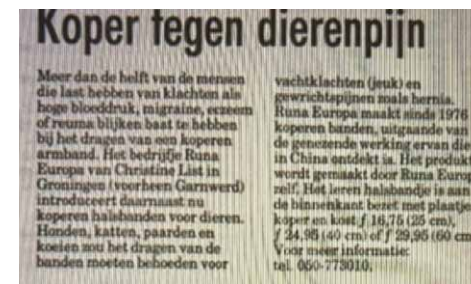 Koper tegen dierenpijn
Meer dan de helft van de mensen
die last hebben van klachten als
hoge bloeddruk, migraine, eczeem
of reuma blijken baat te hebben
bij het dragen van een koperen
armband. Het bedrijfje Runa
Europa van Christine List in
Groningen (voorheen Garnwerd)
introduceert daarnaast nu
koperen halsbanden voor dieren.
Honden, katten, paarden en
koeien zou het dragen van de
banden moeten behoeden voor
vachtklachten (jeuk) en
gewrichtspijnen zoals hernia.
Runa Europa maakt sinds 1976
koperen banden, uitgaande van
de genezende werking ervan die
in China ontdekt is. Het produkt
wordt gemaakt door Runa Europ
zelf. Het leren halsbandje is aan
de binnenkant bezet met plaatje
koper en kost ƒ 16,75 (25 cm),
ƒ 24,95 (40 cm) of ƒ 29,95 (60 cm
Voor meer informatie:
tel. 050-773010.